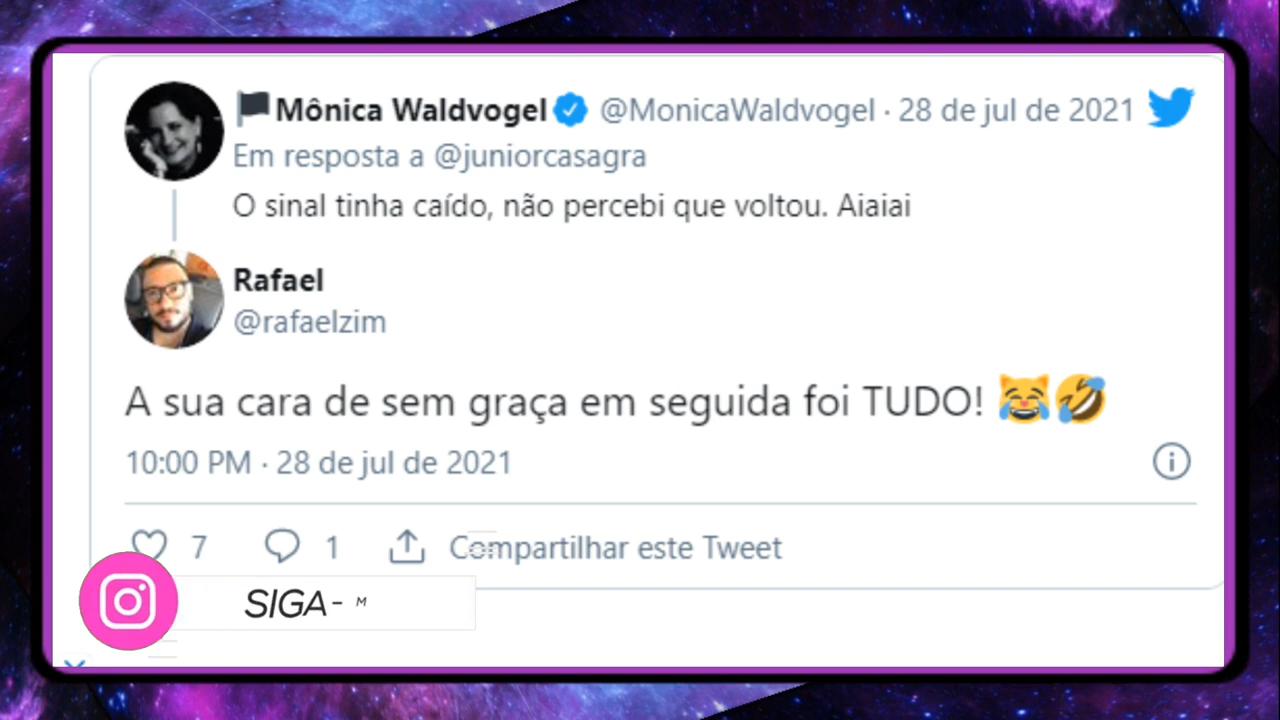 🏴Mônica Waldvogel @MonicaWaldvogel · 28 de jul de 2021
Em resposta a @juniorcasagra
O sinal tinha caído, não percebi que voltou. Aiaiai
Rafael
@rafaelzim
A sua cara de sem graça em seguida foi TUDO! 😹🤣
10:00 PM · 28 de jul de 2021
7 1 Compartilhar este Tweet
SIGA- M